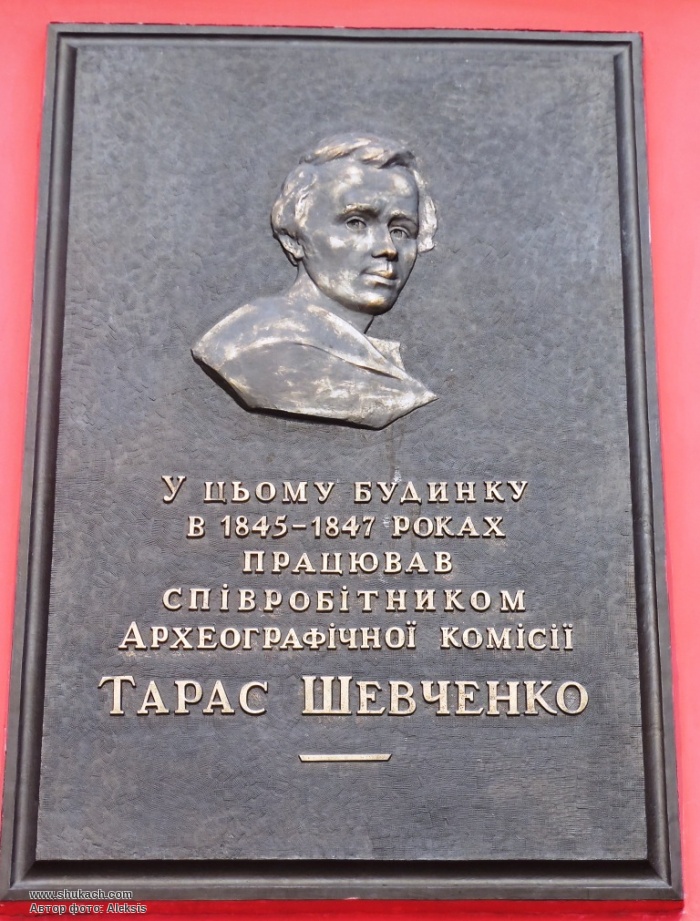 У цьому будинку
в 1845–1847 роках
працював
співробітником
Археографічної комісії
Тарас Шевченко
www.shukach.com
Автор фото: Aleksis